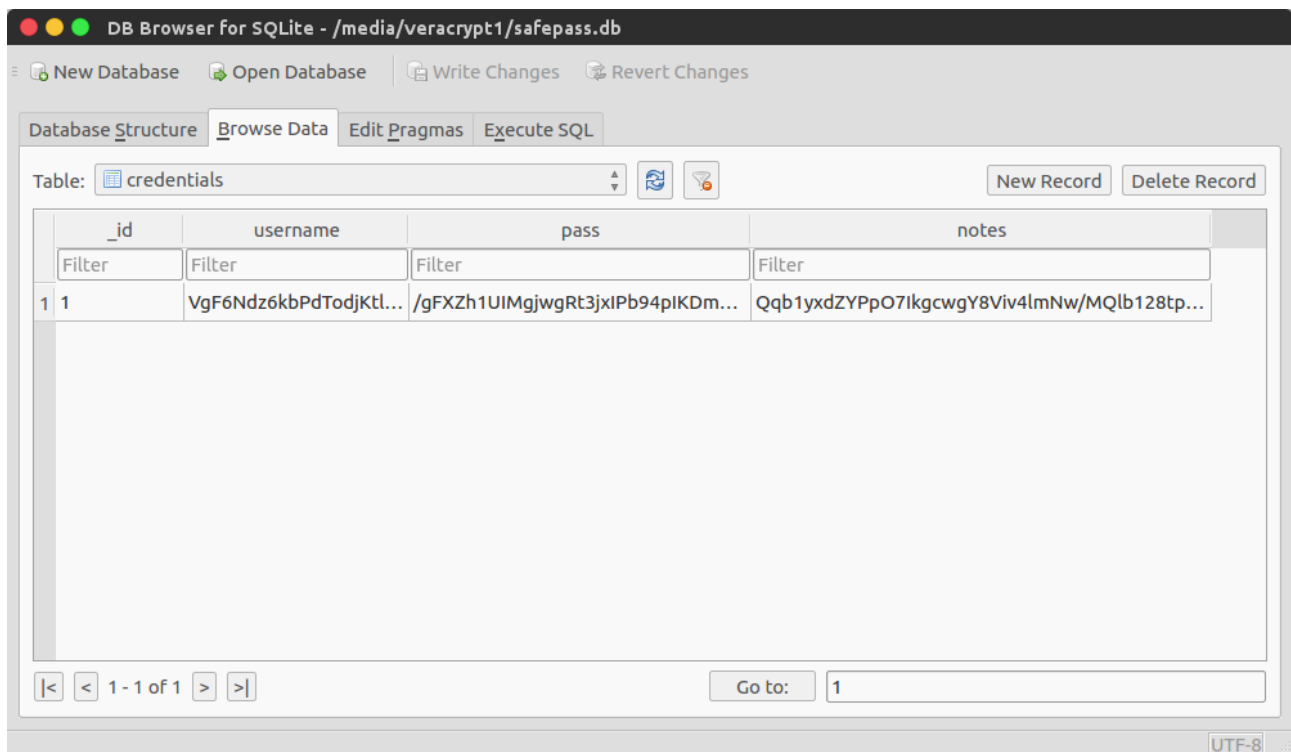 DB Browser for SQLite - /media/veracrypt1/safepass.db
New Database Open Database Write Changes Revert Changes
Database Structure Browse Data Edit Pragmas Execute SQL
Table: credentials New Record Delete Record
_id username pass notes
Filter Filter Filter Filter
1 1 VgF6Ndz6kbPdTodjKtl... /gFXZh1UIMgjwgRt3jxIPb94pIKDm... Qqb1yxdZYPpO7IkgcwgY8Viv4lmNw/MQlb128tp...
|< < 1 - 1 of 1 > >| Go to: 1
UTF-8